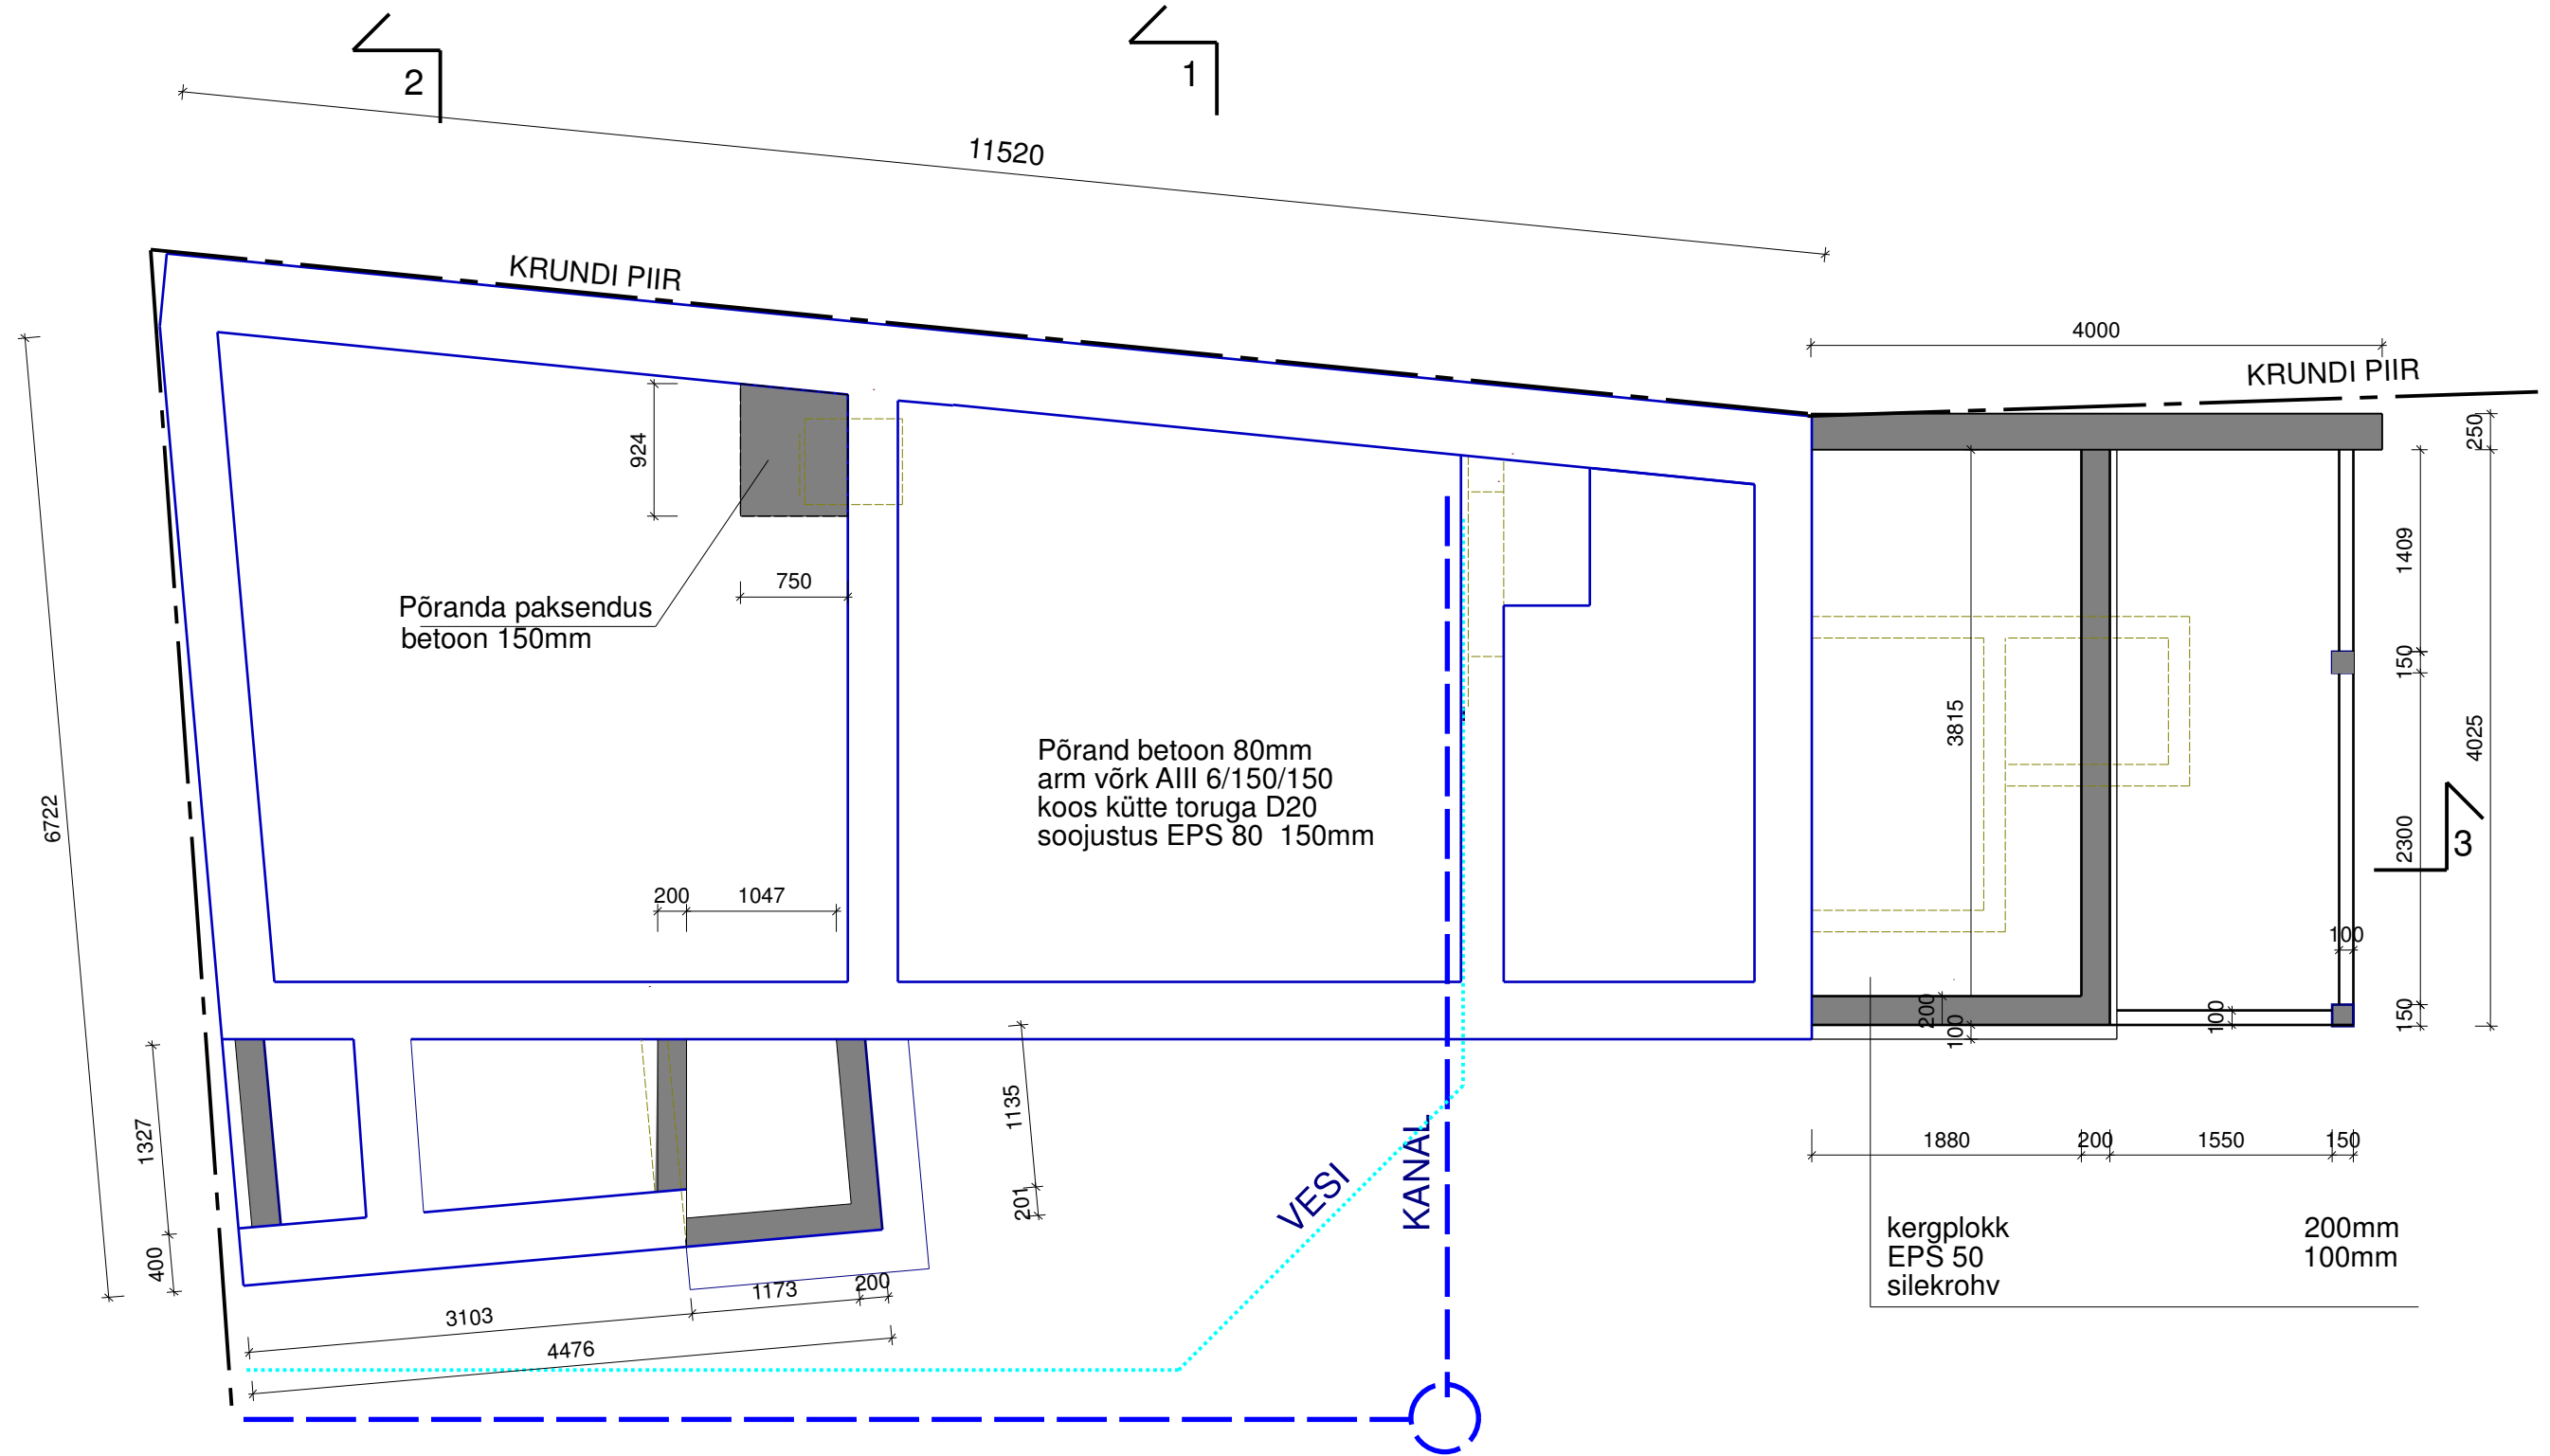 2
1
11520
KRUNDI PIIR
4000
KRUNDI PIIR
250
924
1409
750
Põranda paksendus
betoon 150mm
150
3815
4025
Põrand betoon 80mm
arm võrk AIII 6/150/150
koos kütte toruga D20
soojustus EPS 80  150mm
6722
2300
3
200
1047
100
200
100
100
150
1135
1327
201
400
VESI
KANAL
1880
200
1550
150
kergplokk 200mm
EPS 50 100mm
silekrohv
3103
1173
200
4476